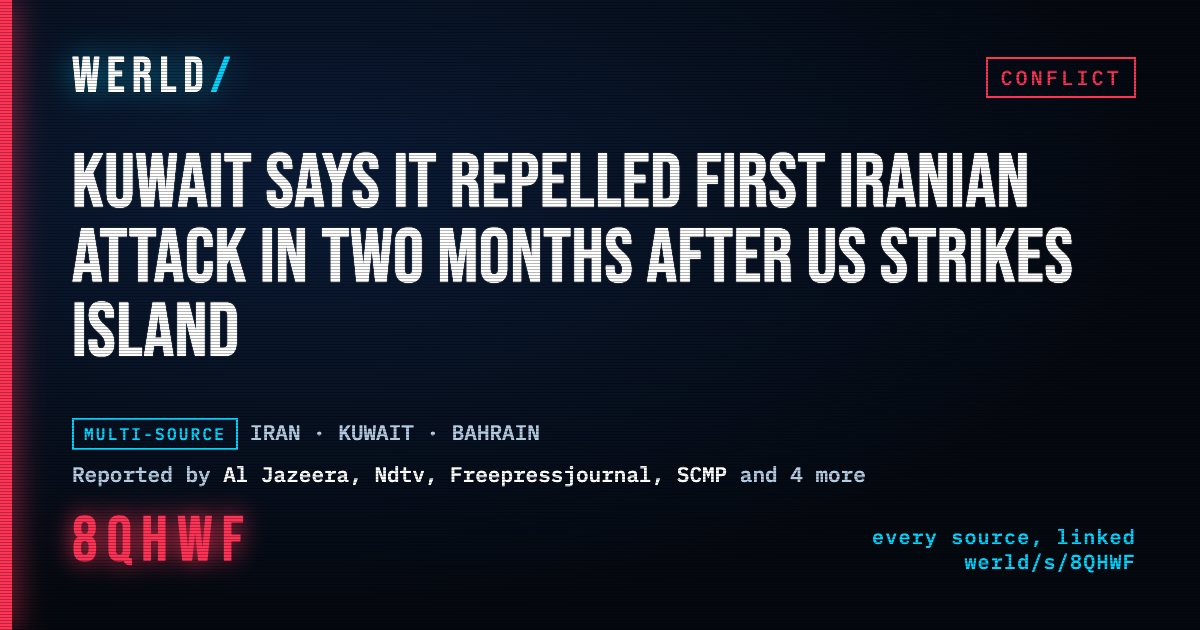 WERLD/
CONFLICT
KUWAIT SAYS IT REPELLED FIRST IRANIAN
ATTACK IN TWO MONTHS AFTER US STRIKES
ISLAND
MULTI-SOURCE IRAN · KUWAIT · BAHRAIN
Reported by Al Jazeera, Ndtv, Freepressjournal, SCMP and 4 more
8QHWF
every source, linked
werld/s/8QHWF